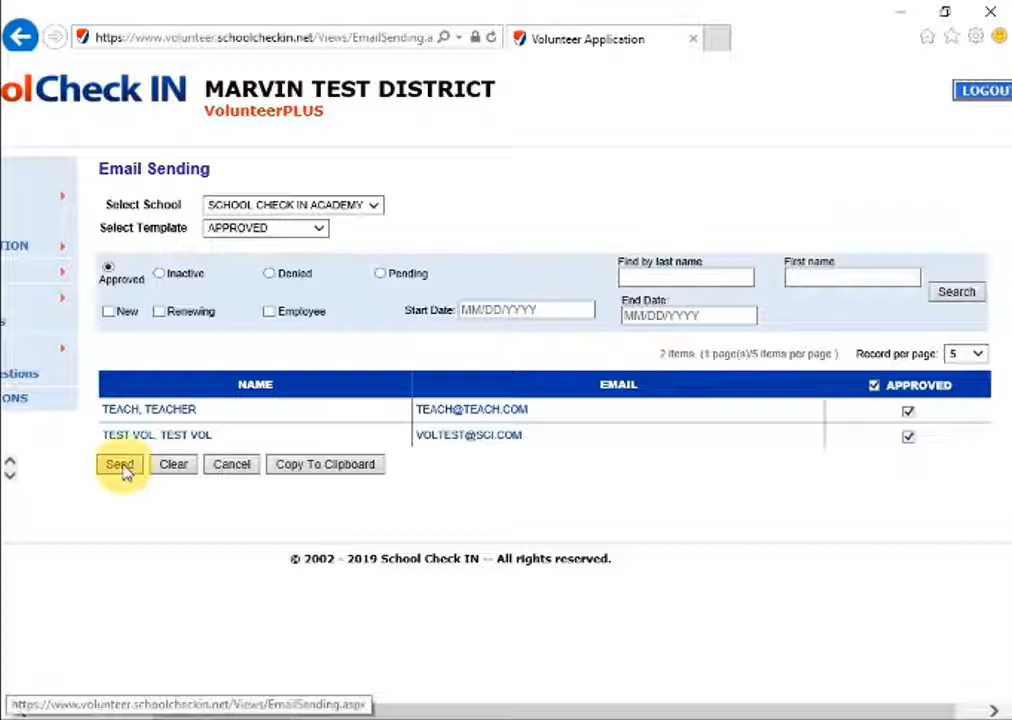 https://www.volunteer.schoolcheckin.net/Views/EmailSending.a
Volunteer Application
olCheck IN
MARVIN TEST DISTRICT
VolunteerPLUS
LOGOU
Email Sending
Select School SCHOOL CHECK IN ACADEMY
Select Template APPROVED
TION
stions
ONS
s
Approved Inactive Denied Pending
Find by last name First name
Search
New Renewing Employee Start Date: MM/DD/YYYY
End Date: MM/DD/YYYY
2 items (1 page(s)/5 items per page ) Record per page: 5
NAME EMAIL APPROVED
TEACH, TEACHER TEACH@TEACH.COM
TEST VOL, TEST VOL VOLTEST@SCI.COM
Send Clear Cancel Copy To Clipboard
© 2002 - 2019 School Check IN -- All rights reserved.
https://www.volunteer.schoolcheckin.net/Views/EmailSending.aspx